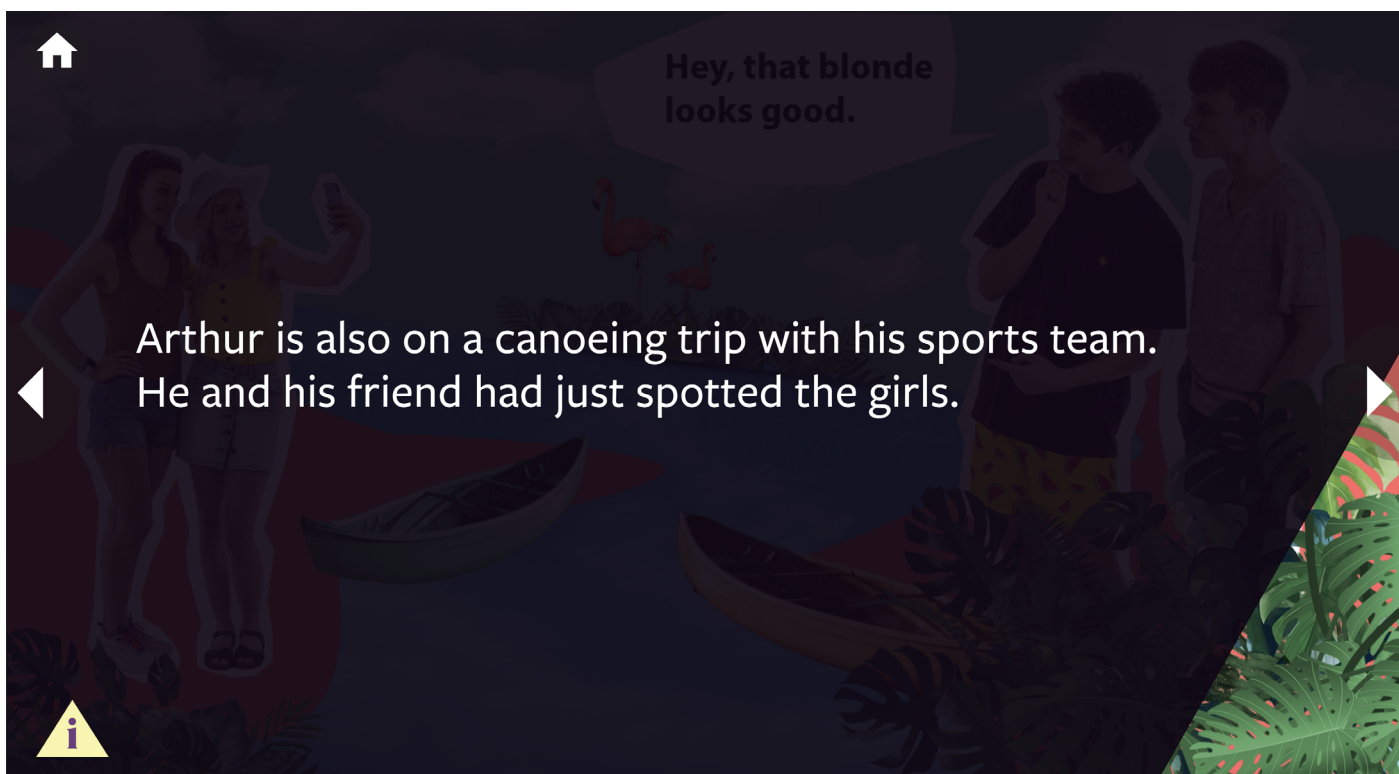 Hey, that blonde
looks good.
Arthur is also on a canoeing trip with his sports team.
He and his friend had just spotted the girls.
i